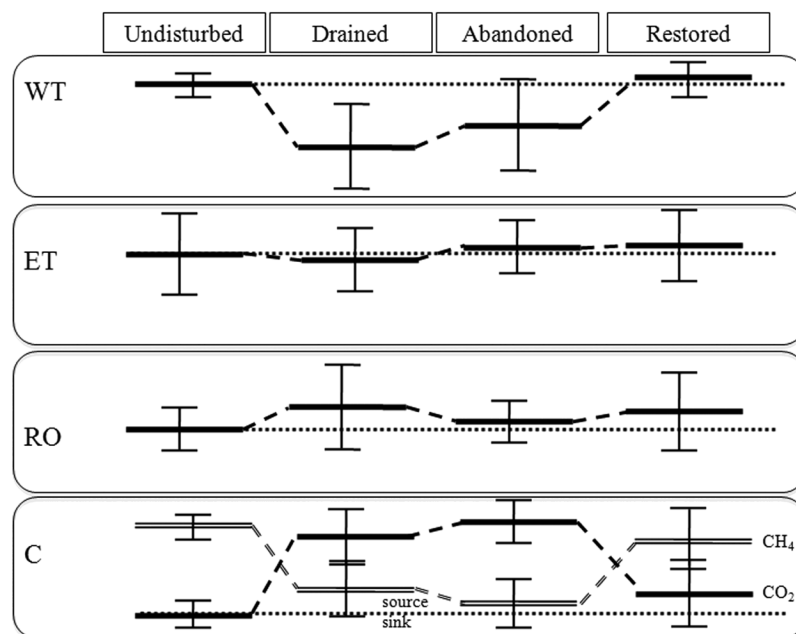 Undisturbed Drained Abandoned Restored
WT
ET
RO
C
CH4
CO2
source
sink